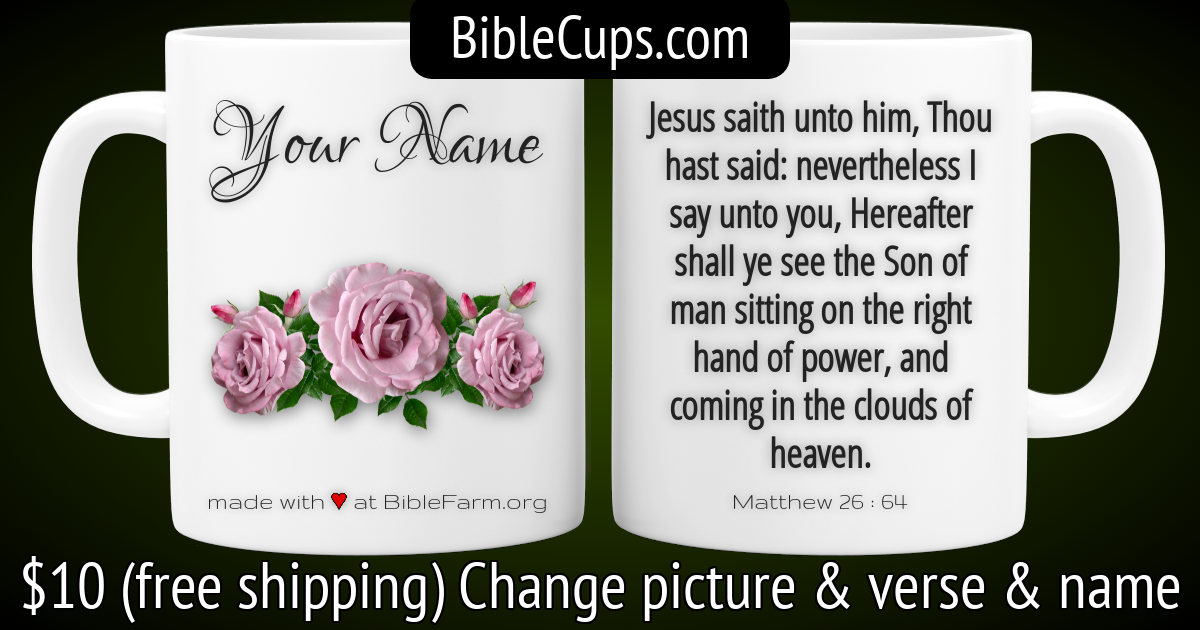 BibleCups.com
Your Name
made with ❤ at BibleFarm.org
Jesus saith unto him, Thou
hast said: nevertheless I
say unto you, Hereafter
shall ye see the Son of
man sitting on the right
hand of power, and
coming in the clouds of
heaven.
Matthew 26 : 64
$10 (free shipping) Change picture & verse & name